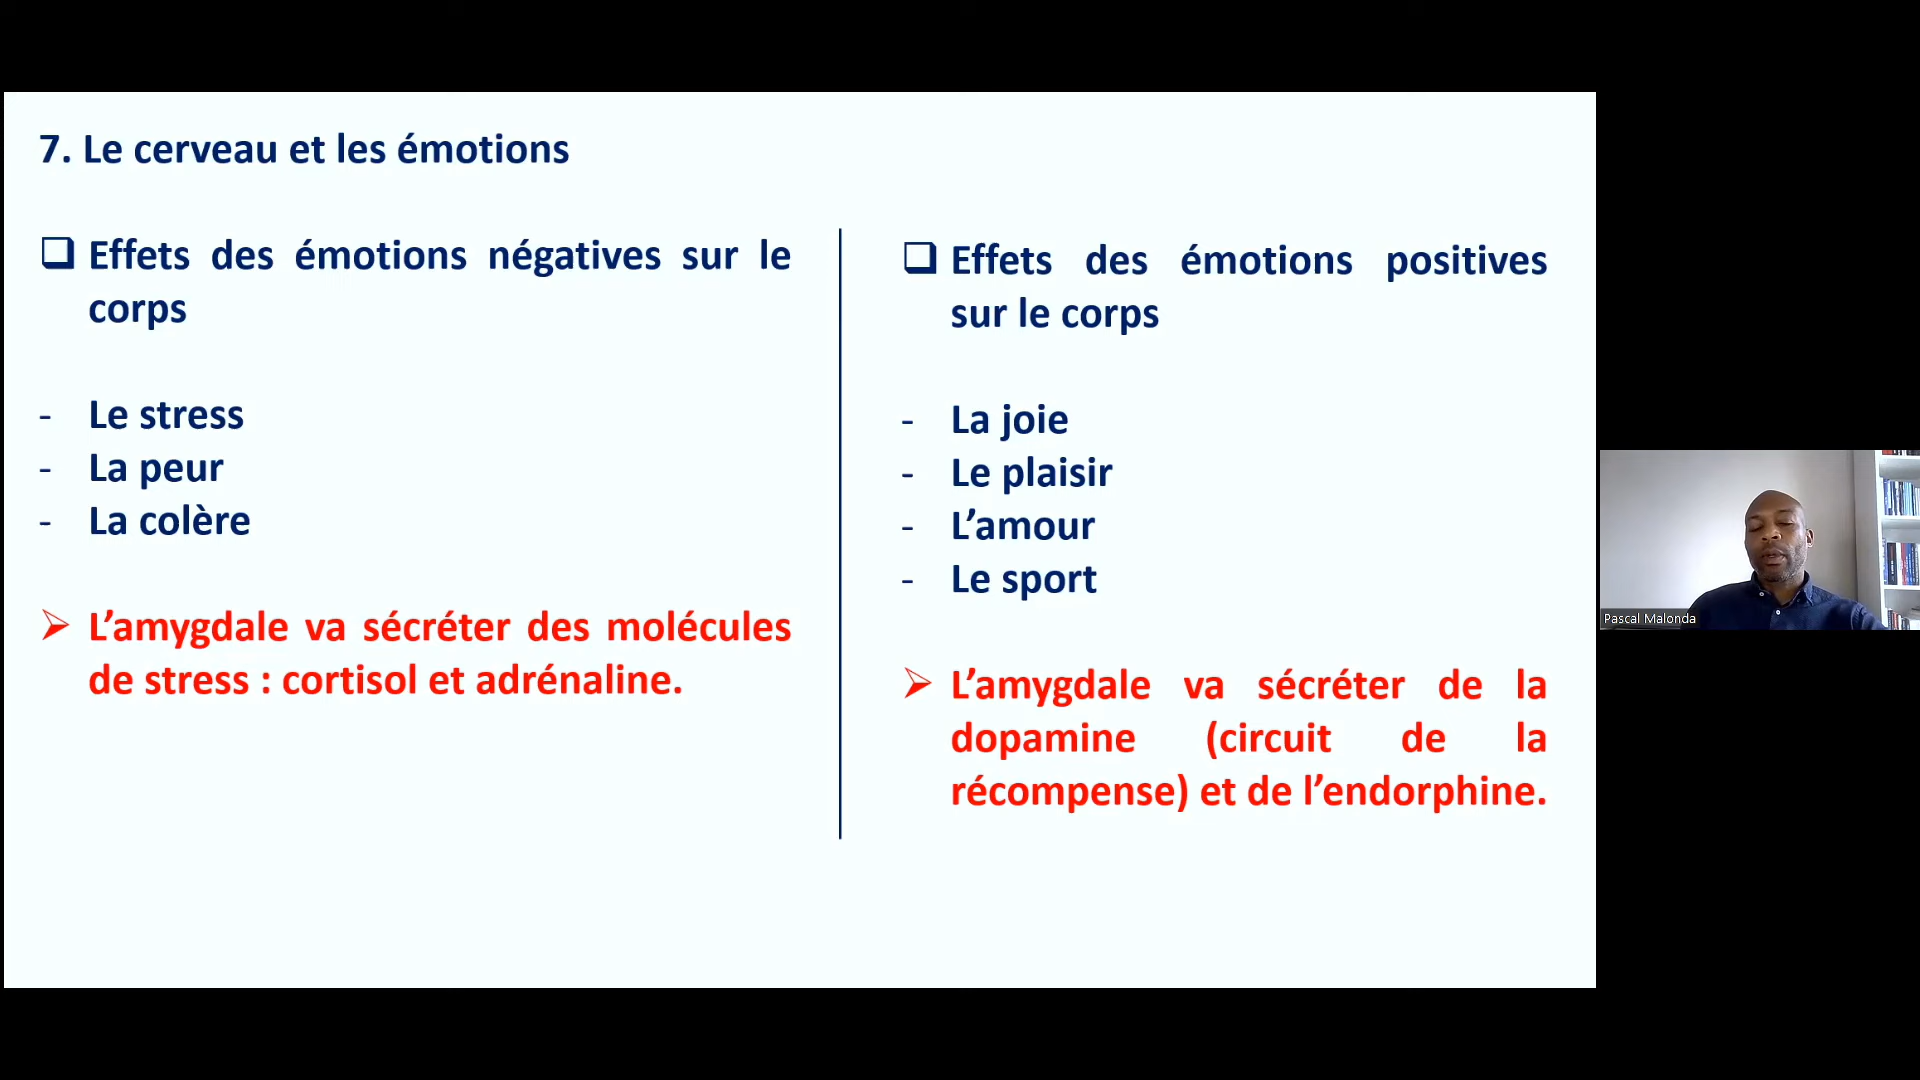 7. Le cerveau et les émotions
❑ Effets des émotions négatives sur le
corps
- Le stress
- La peur
- La colère
➢ L’amygdale va sécréter des molécules
de stress : cortisol et adrénaline.
❑ Effets des émotions positives
sur le corps
- La joie
- Le plaisir
- L’amour
- Le sport
➢ L’amygdale va sécréter de la
dopamine (circuit de la
récompense) et de l’endorphine.
Pascal Malonda